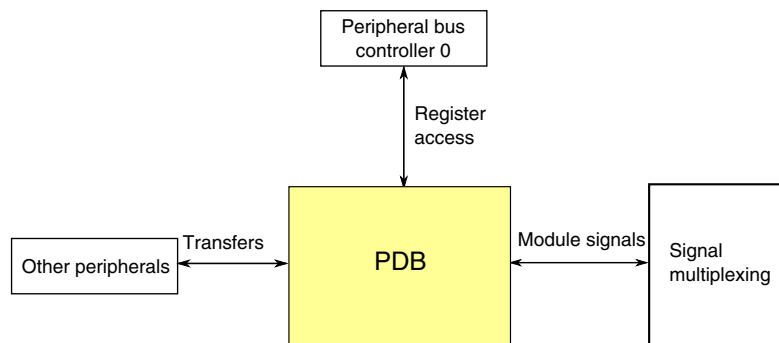 Peripheral bus
controller 0
Register
access
Transfers
Other peripherals
PDB
Module signals
Signal
multiplexing